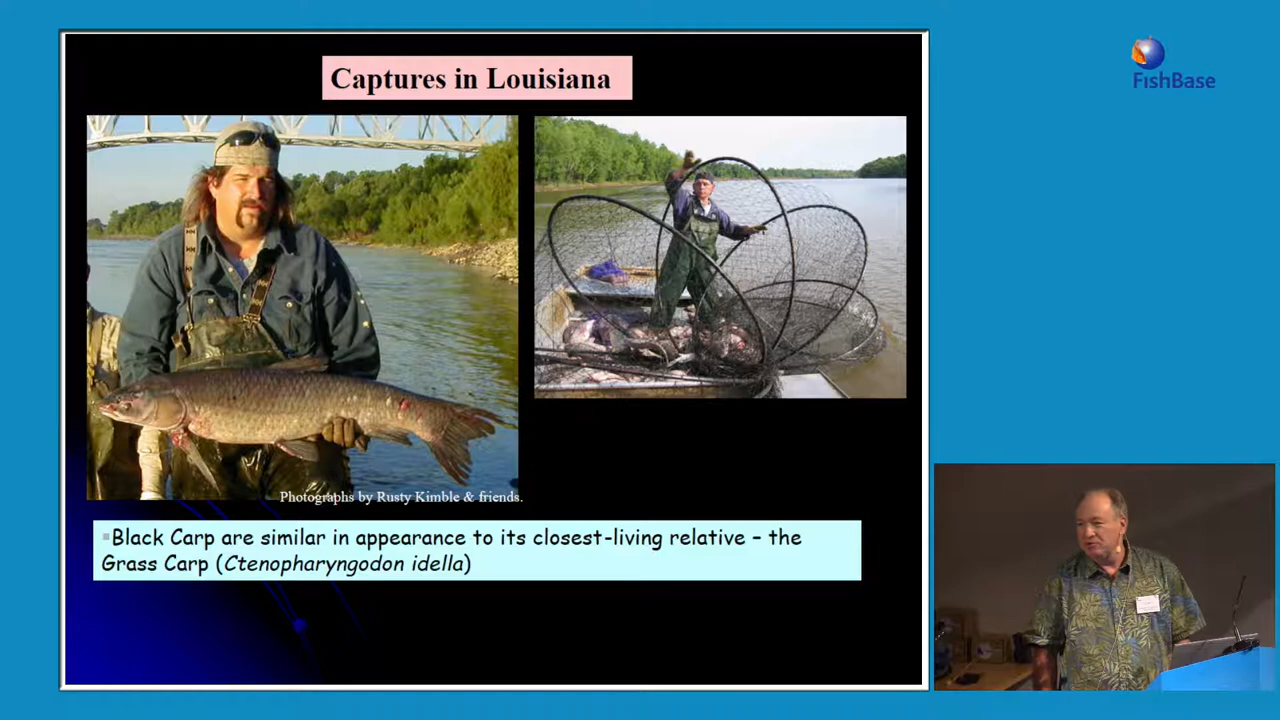 Captures in Louisiana
FishBase
Photographs by Rusty Kimble & friends.
▪Black Carp are similar in appearance to its closest-living relative – the
Grass Carp (Ctenopharyngodon idella)